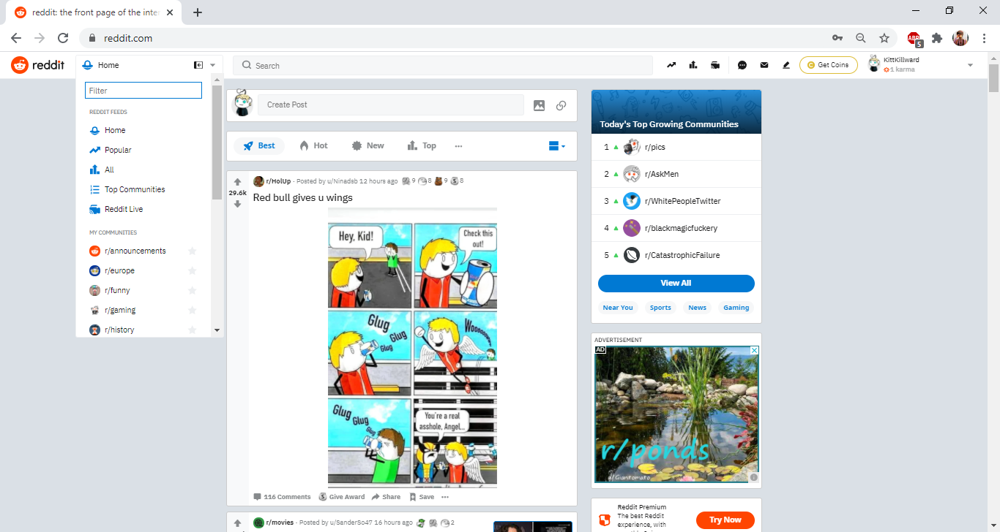 reddit: the front page of the inter
reddit.com
ABP
5
reddit
Home
Search
Get Coins
KittKillward
1 karma
Filter
REDDIT FEEDS
Home
Popular
All
Top Communities
Reddit Live
MY COMMUNITIES
r/announcements
r/europe
r/funny
r/gaming
r/history
Create Post
Best
Hot
New
Top
29.6k
r/HolUp · Posted by u/Ninadsb 12 hours ago 9 8 9 8
Red bull gives u wings
Hey, Kid!
Check this
out!
Glug
Glug
Glug
Wooooowww
Glug
Glug
Glug
You're a real
asshole, Angel...
116 Comments
Give Award
Share
Save
r/movies · Posted by u/SanderSo47 16 hours ago 2
Today's Top Growing Communities
1 r/pics
2 r/AskMen
3 r/WhitePeopleTwitter
4 r/blackmagicfuckery
5 r/CatastrophicFailure
View All
Near You
Sports
News
Gaming
ADVERTISEMENT
AD
r/ponds
u/Giantomato
Reddit Premium
The best Reddit
experience, with
Try Now